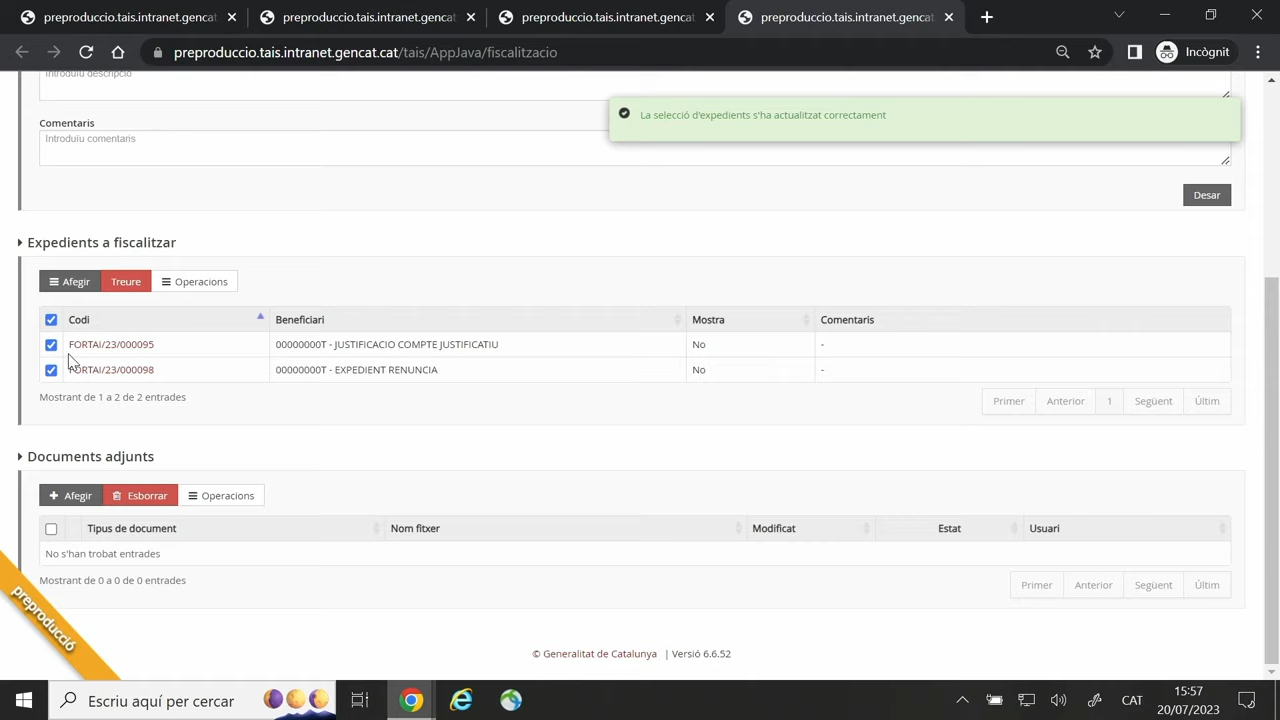 preproduccio.tais.intranet.gencat.cat
preproduccio.tais.intranet.gencat.cat
preproduccio.tais.intranet.gencat.cat
preproduccio.tais.intranet.gencat.cat
preproduccio.tais.intranet.gencat.cat/tais/AppJava/fiscalitzacio
Incògnit
Introduïu descripció
La selecció d'expedients s'ha actualitzat correctament
Comentaris
Introduïu comentaris
Desar
Expedients a fiscalitzar
Afegir Treure Operacions
Codi Beneficiari Mostra Comentaris
FORTAI/23/000095 00000000T - JUSTIFICACIO COMPTE JUSTIFICATIU No -
FORTAI/23/000098 00000000T - EXPEDIENT RENUNCIA No -
Mostrant de 1 a 2 de 2 entrades
Primer Anterior 1 Següent Últim
Documents adjunts
Afegir Esborrar Operacions
Tipus de document Nom fitxer Modificat Estat Usuari
No s'han trobat entrades
Mostrant de 0 a 0 de 0 entrades
Primer Anterior Següent Últim
preproducció
© Generalitat de Catalunya | Versió 6.6.52
Escriu aquí per cercar
CAT
15:57
20/07/2023